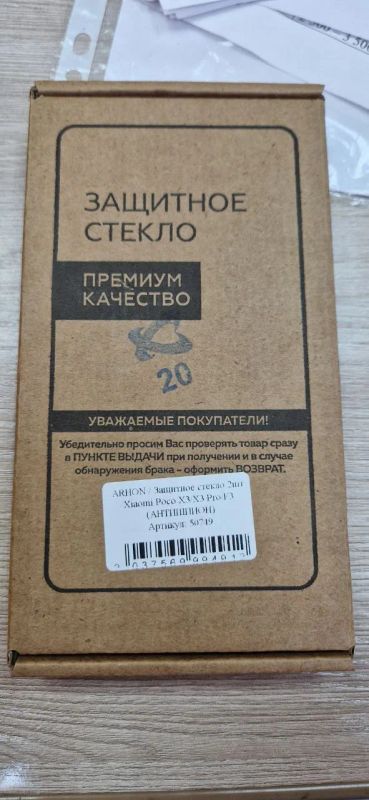 ЗАЩИТНОЕ
СТЕКЛО
ПРЕМИУМ
КАЧЕСТВО
20
УВАЖАЕМЫЕ ПОКУПАТЕЛИ!
Убедительно просим Вас проверять товар сразу
в ПУНКТЕ ВЫДАЧИ при получении и в случае
обнаружения брака – оформить ВОЗВРАТ.
ARHON / Защитное стекло 2шт
Xiaomi Poco X3/X3 Pro/F3
(АНТИШПИОН)
Артикул: 50749